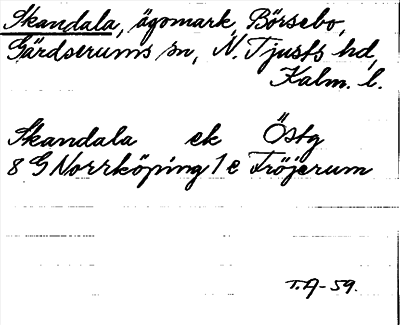 Skandala, ägomark, Börsebo,
Gärdserums sn, N. Tjusts hd,
Kalm. l.
Skandala ek Östg
8 G Norrköping 1 e Fröjerum
T.A-59.